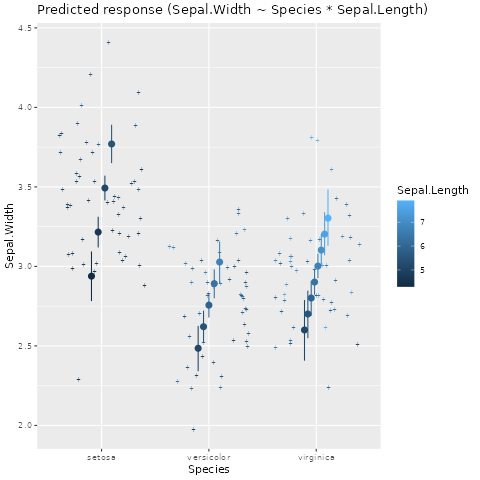 Predicted response (Sepal.Width ~ Species * Sepal.Length)
4.5
4.0
3.5
3.0
2.5
2.0
Sepal.Width
setosa versicolor virginica
Species
Sepal.Length
7
6
5